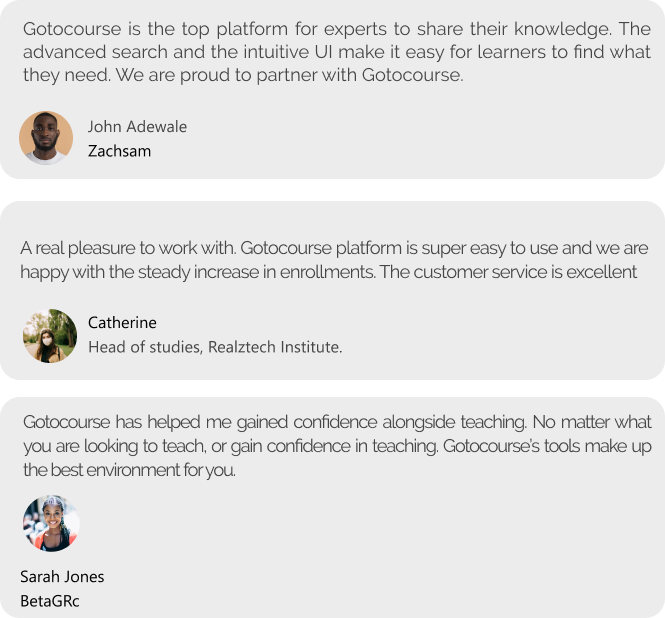 Gotocourse is the top platform for experts to share their knowledge. The
advanced search and the intuitive UI make it easy for learners to find what
they need. We are proud to partner with Gotocourse.
John Adewale
Zachsam
A real pleasure to work with. Gotocourse platform is super easy to use and we are
happy with the steady increase in enrollments. The customer service is excellent
Catherine
Head of studies, Realztech Institute.
Gotocourse has helped me gained confidence alongside teaching. No matter what
you are looking to teach, or gain confidence in teaching. Gotocourse’s tools make up
the best environment for you.
Sarah Jones
BetaGRc